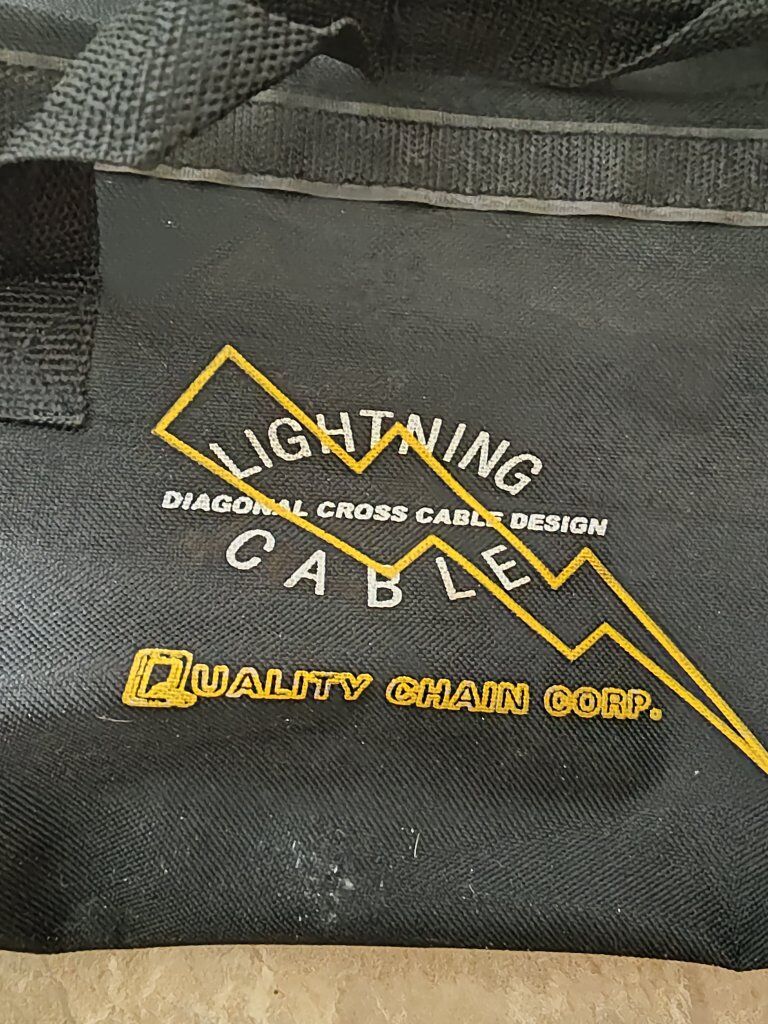 LIGHTNING
DIAGONAL CROSS CABLE DESIGN
CABLE
QUALITY CHAIN CORP.